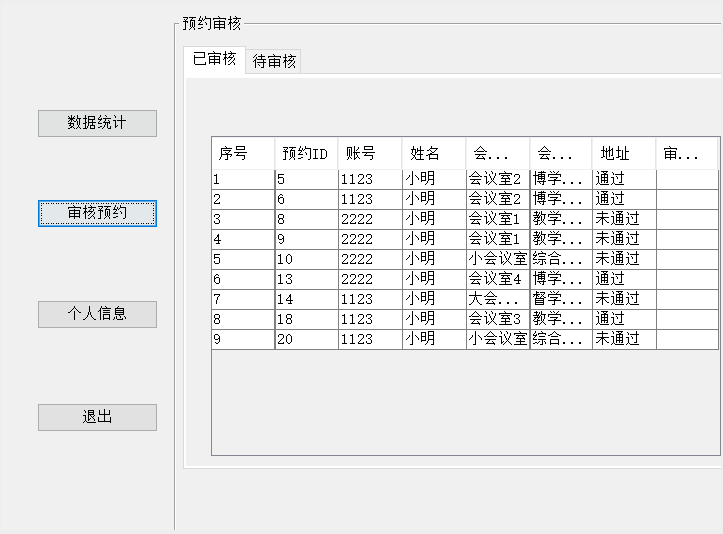 预约审核
已审核 待审核
数据统计
审核预约
个人信息
退出
序号 预约ID 账号 姓名 会... 会... 地址 审...
1 5 1123 小明 会议室2 博学... 通过
2 6 1123 小明 会议室2 博学... 通过
3 8 2222 小明 会议室1 教学... 未通过
4 9 2222 小明 会议室1 教学... 未通过
5 10 2222 小明 小会议室 综合... 未通过
6 13 2222 小明 会议室4 博学... 通过
7 14 1123 小明 大会... 督学... 未通过
8 18 1123 小明 会议室3 教学... 通过
9 20 1123 小明 小会议室 综合... 未通过